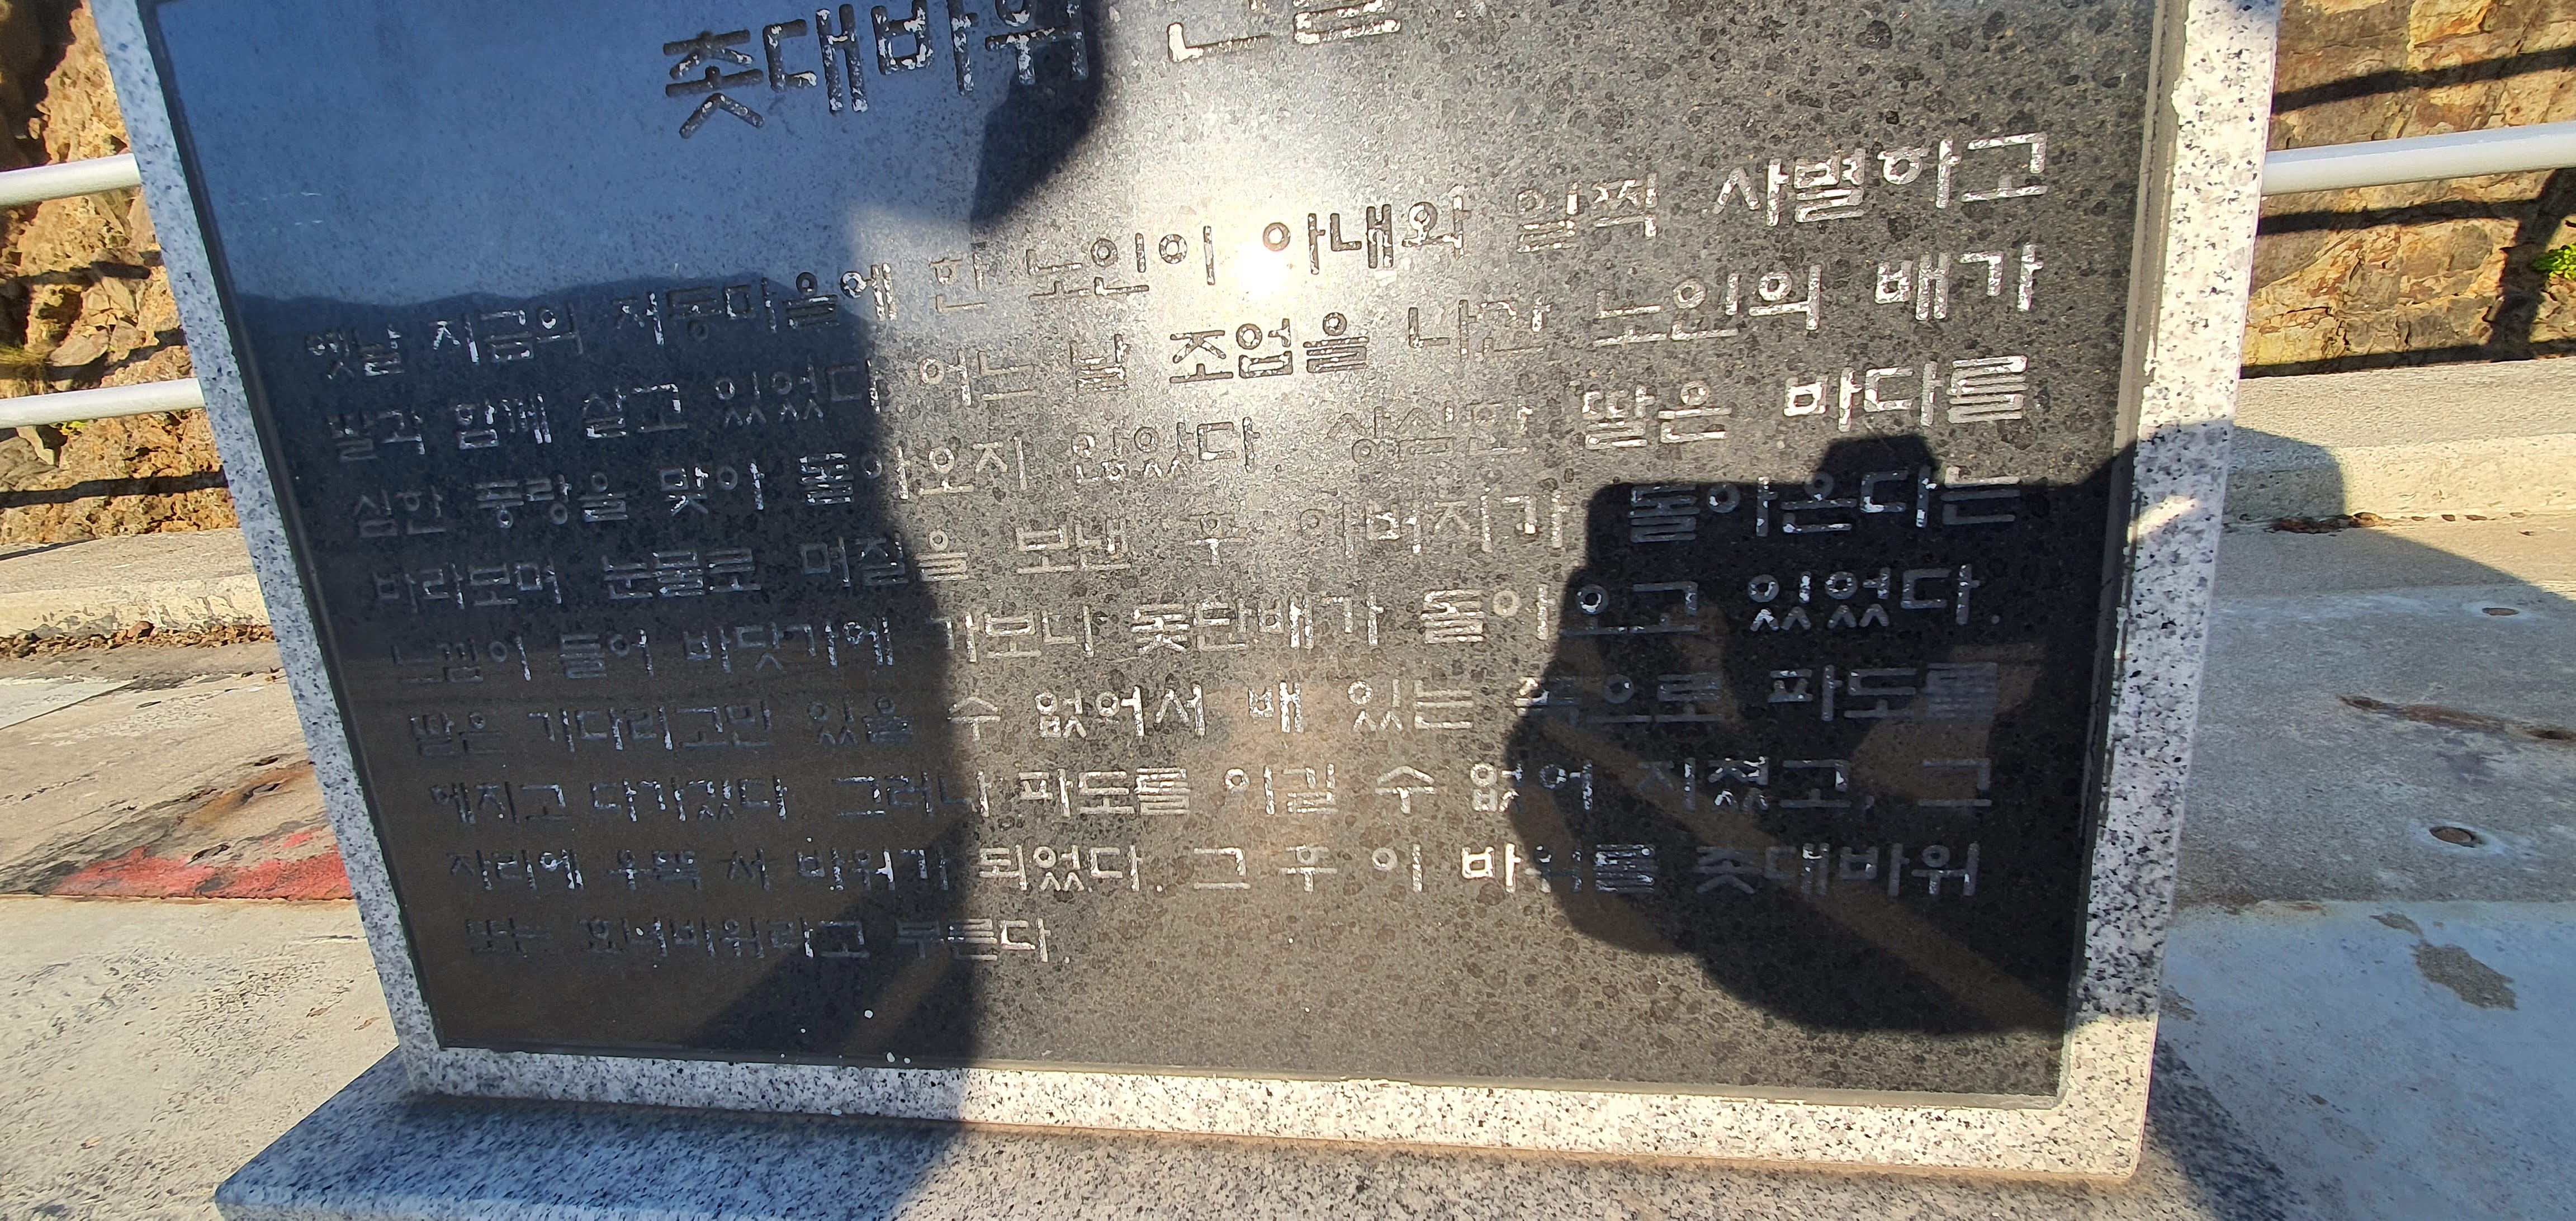 촛대바위 전설
옛날 지금의 저동마을에 한 노인이 아내와 일찍 사별하고
딸과 함께 살고 있었다. 어느 날 조업을 나간 노인의 배가
심한 풍랑을 맞아 돌아오지 않았다. 상심한 딸은 바다를
바라보며 눈물로 며칠을 보낸 후 아버지가 돌아온다는
느낌이 들어 바닷가에 가보니 돛단배가 돌아오고 있었다.
딸은 기다리고만 있을 수 없어서 배 있는 쪽으로 파도를
헤치고 다가갔다. 그러나 파도를 이길 수 없어 지쳤고, 그
자리에 우뚝 서 바위가 되었다. 그 후 이 바위를 촛대바위
또는 효녀바위라고 부른다.